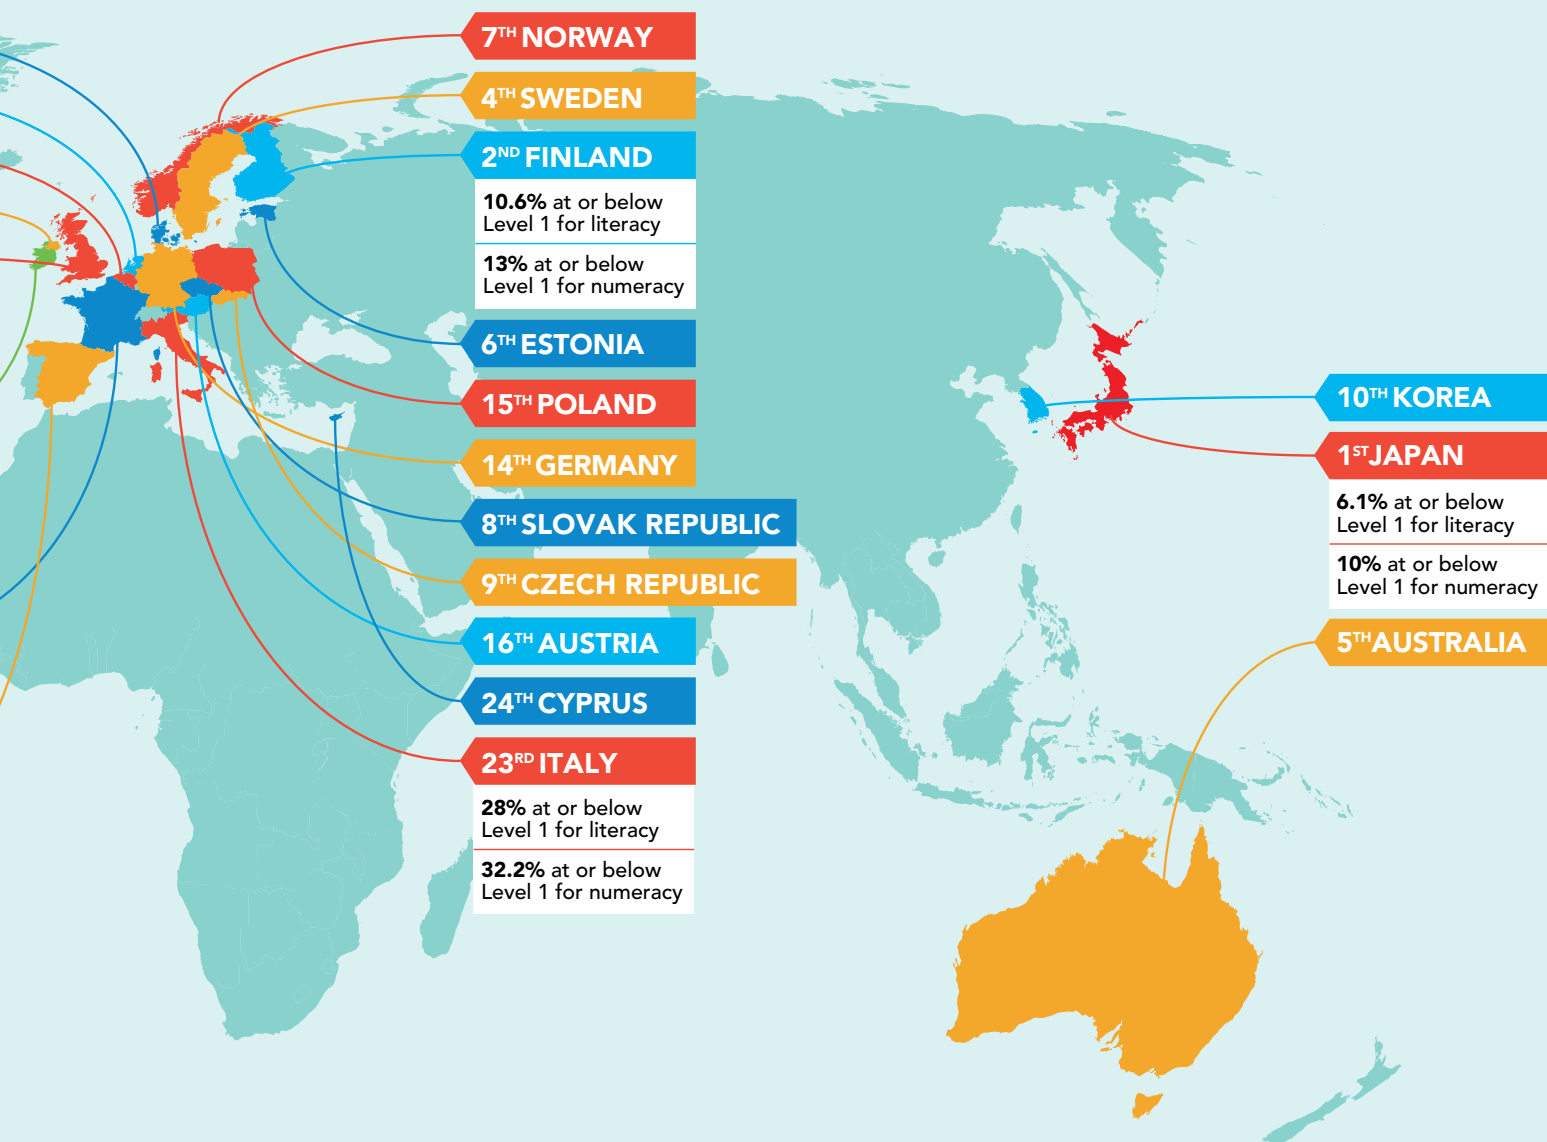 7TH NORWAY
4TH SWEDEN
2ND FINLAND
10.6% at or below
Level 1 for literacy
13% at or below
Level 1 for numeracy
6TH ESTONIA
15TH POLAND
14TH GERMANY
8TH SLOVAK REPUBLIC
9TH CZECH REPUBLIC
16TH AUSTRIA
24TH CYPRUS
23RD ITALY
28% at or below
Level 1 for literacy
32.2% at or below
Level 1 for numeracy
10TH KOREA
1ST JAPAN
6.1% at or below
Level 1 for literacy
10% at or below
Level 1 for numeracy
5TH AUSTRALIA